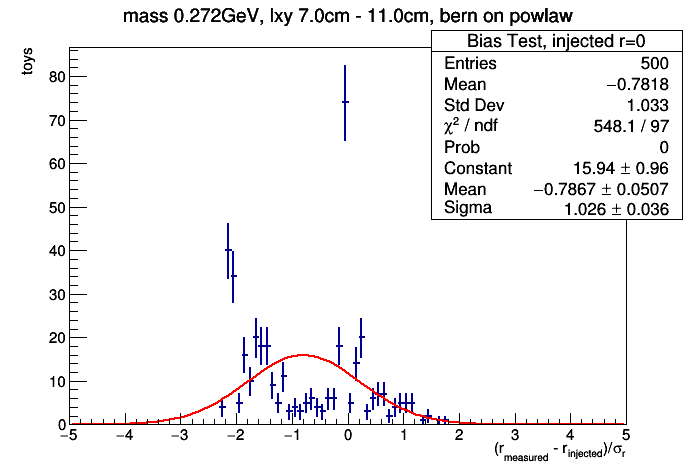 mass 0.272GeV, lxy 7.0cm - 11.0cm, bern on powlaw
Bias Test, injected r=0
Entries 500
Mean −0.7818
Std Dev 1.033
χ² / ndf 548.1 / 97
Prob 0
Constant 15.94 ± 0.96
Mean −0.7867 ± 0.0507
Sigma 1.026 ± 0.036
toys
80
70
60
50
40
30
20
10
0
−5 −4 −3 −2 −1 0 1 2 3 4 5
(r_measured - r_injected)/σ_r